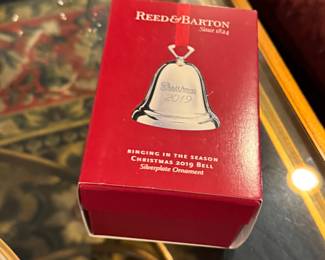 REED & BARTON
Since 1824
Christmas
2019
RINGING IN THE SEASON
CHRISTMAS 2019 BELL
Silverplate Ornament